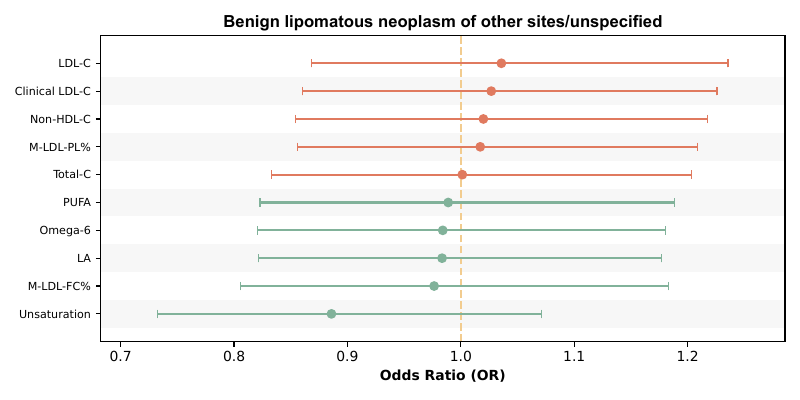 Benign lipomatous neoplasm of other sites/unspecified
LDL-C
Clinical LDL-C
Non-HDL-C
M-LDL-PL%
Total-C
PUFA
Omega-6
LA
M-LDL-FC%
Unsaturation
0.7 0.8 0.9 1.0 1.1 1.2
Odds Ratio (OR)